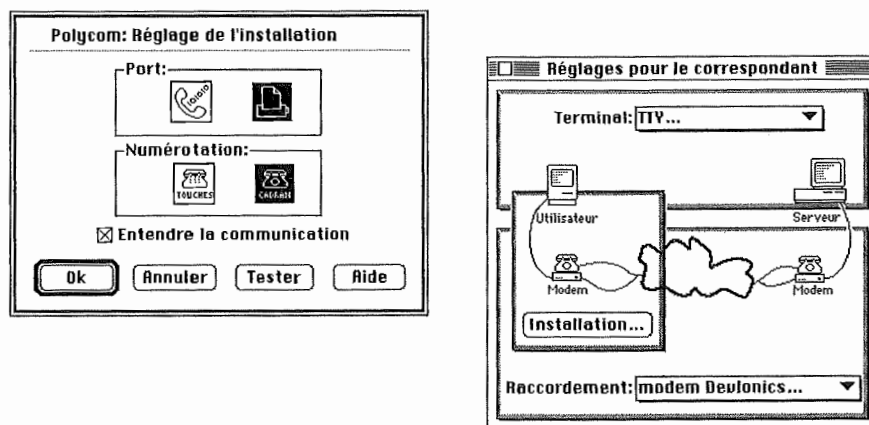 Polycom: Réglage de l'installation
Port:
Numérotation:
TOUCHES
CADRAN
Entendre la communication
Ok
Annuler
Tester
Aide
Réglages pour le correspondant
Terminal: TTY...
Utilisateur
Serveur
Modem
Modem
Installation...
Raccordement: modem Devlonics...